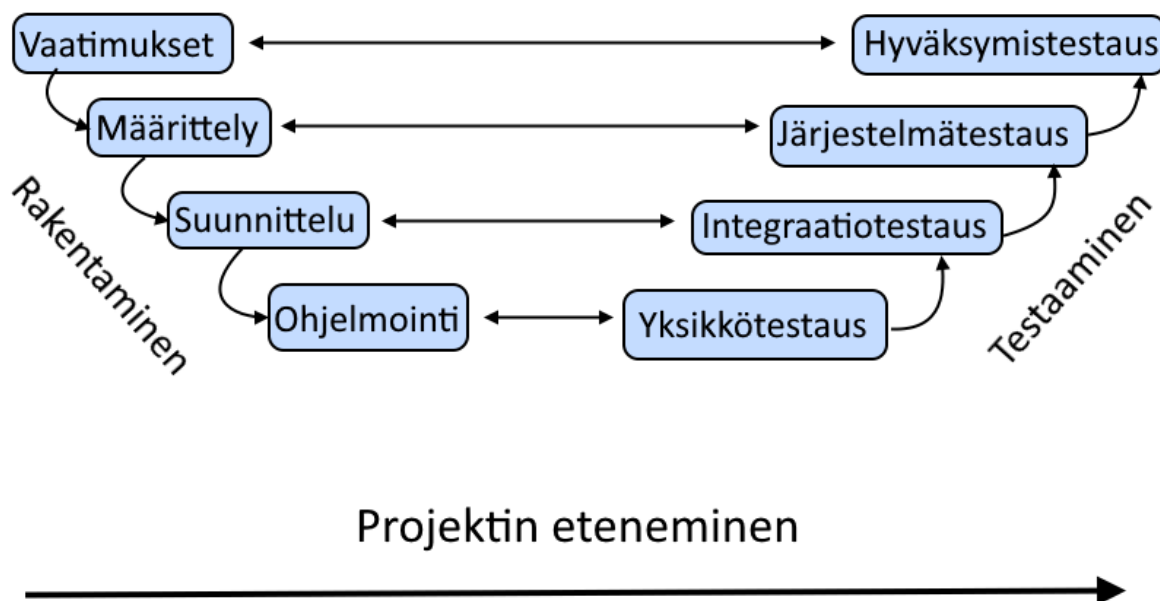 Vaatimukset
Hyväksymistestaus
Määrittely
Järjestelmätestaus
Suunnittelu
Integraatiotestaus
Ohjelmointi
Yksikkötestaus
Rakentaminen
Testaaminen
Projektin eteneminen